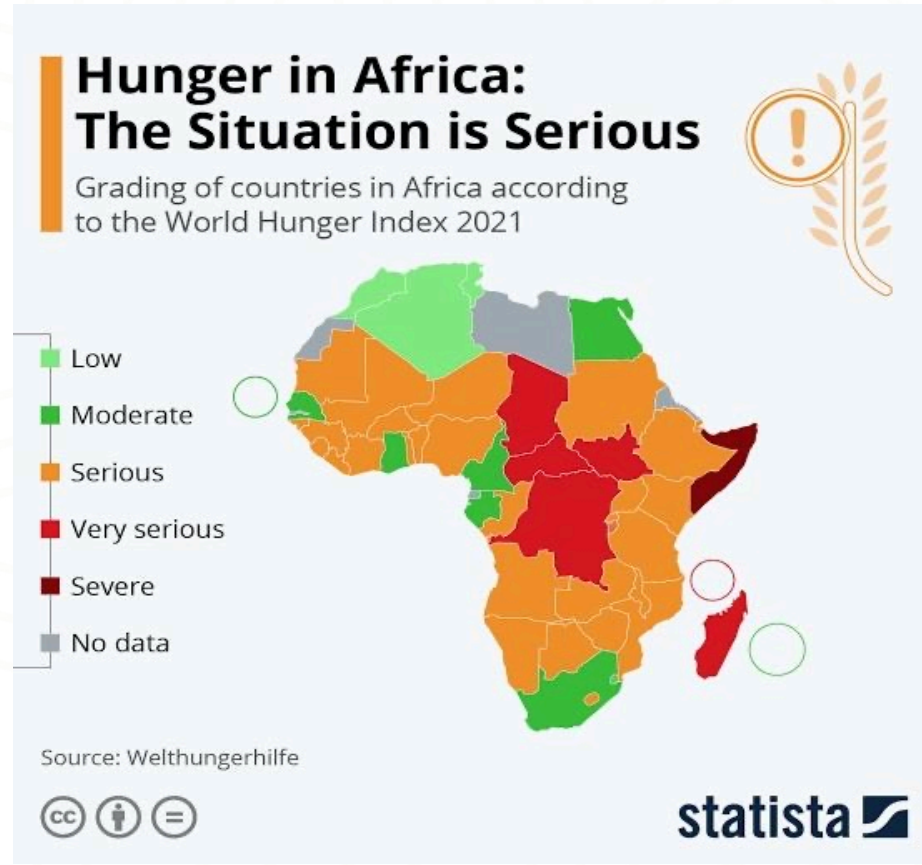 Hunger in Africa:
The Situation is Serious
Grading of countries in Africa according
to the World Hunger Index 2021
Low
Moderate
Serious
Very serious
Severe
No data
Source: Welthungerhilfe
cc
statista